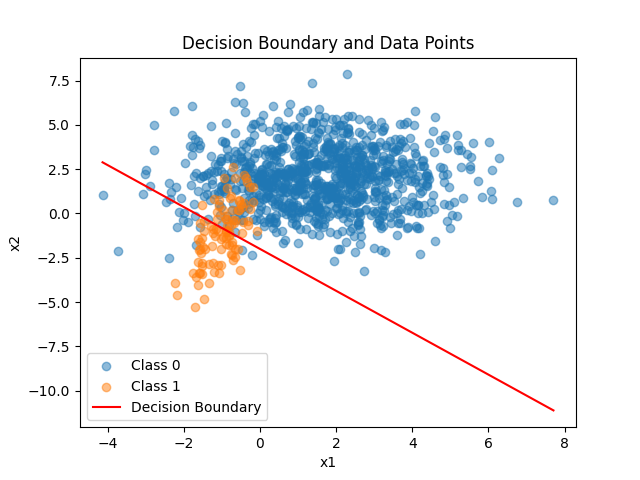 Decision Boundary and Data Points
7.5
5.0
2.5
0.0
−2.5
−5.0
−7.5
−10.0
x2
Class 0
Class 1
Decision Boundary
−4
−2
0
2
4
6
8
x1